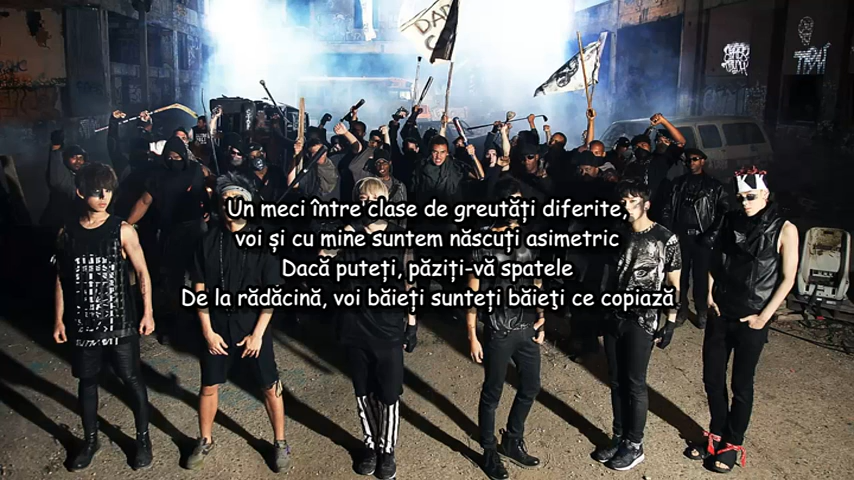 Un meci între clase de greutăți diferite,
voi și cu mine suntem născuți asimetric
Dacă puteți, păziți-vă spatele
De la rădăcină, voi băieți sunteți băieţi ce copiază